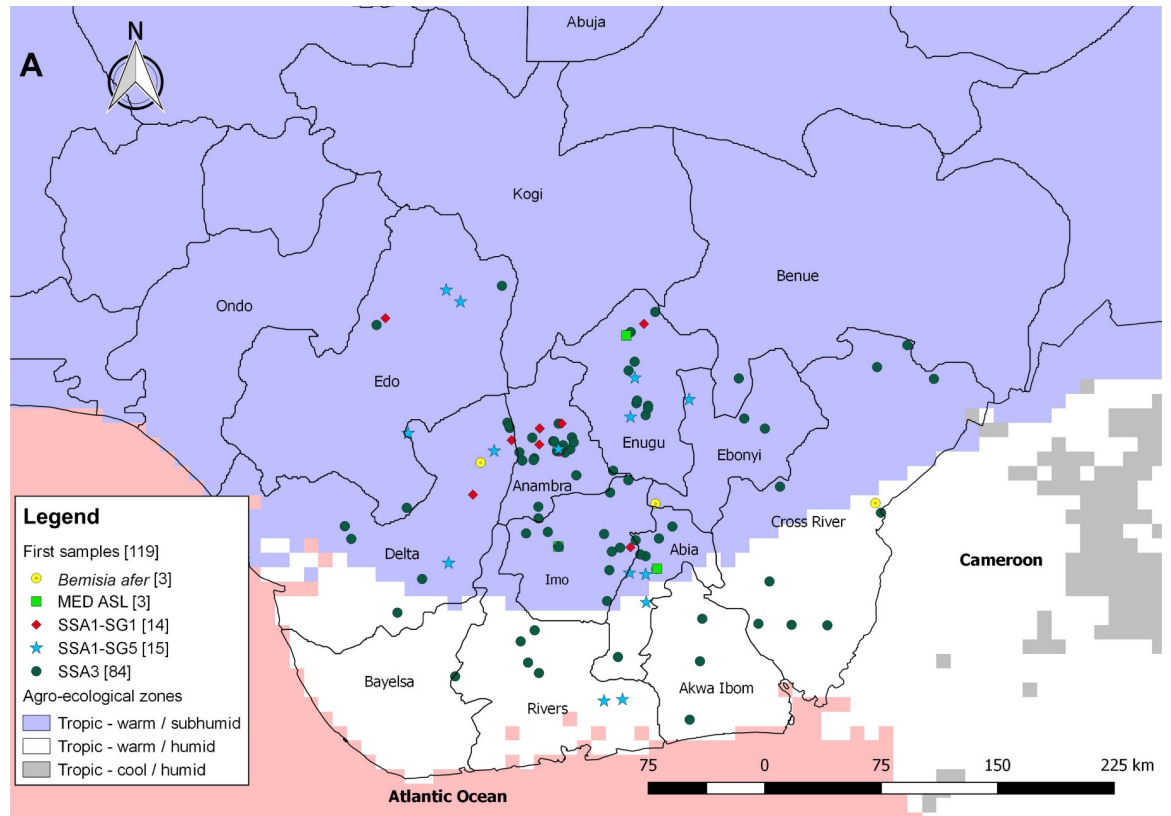 A
N
Abuja
Kogi
Benue
Ondo
Edo
Enugu
Ebonyi
Anambra
Cross River
Delta
Abia
Imo
Cameroon
Bayelsa
Rivers
Akwa Ibom
Atlantic Ocean
Legend
First samples [119]
Bemisia afer [3]
MED ASL [3]
SSA1-SG1 [14]
SSA1-SG5 [15]
SSA3 [84]
Agro-ecological zones
Tropic - warm / subhumid
Tropic - warm / humid
Tropic - cool / humid
75 0 75 150 225 km